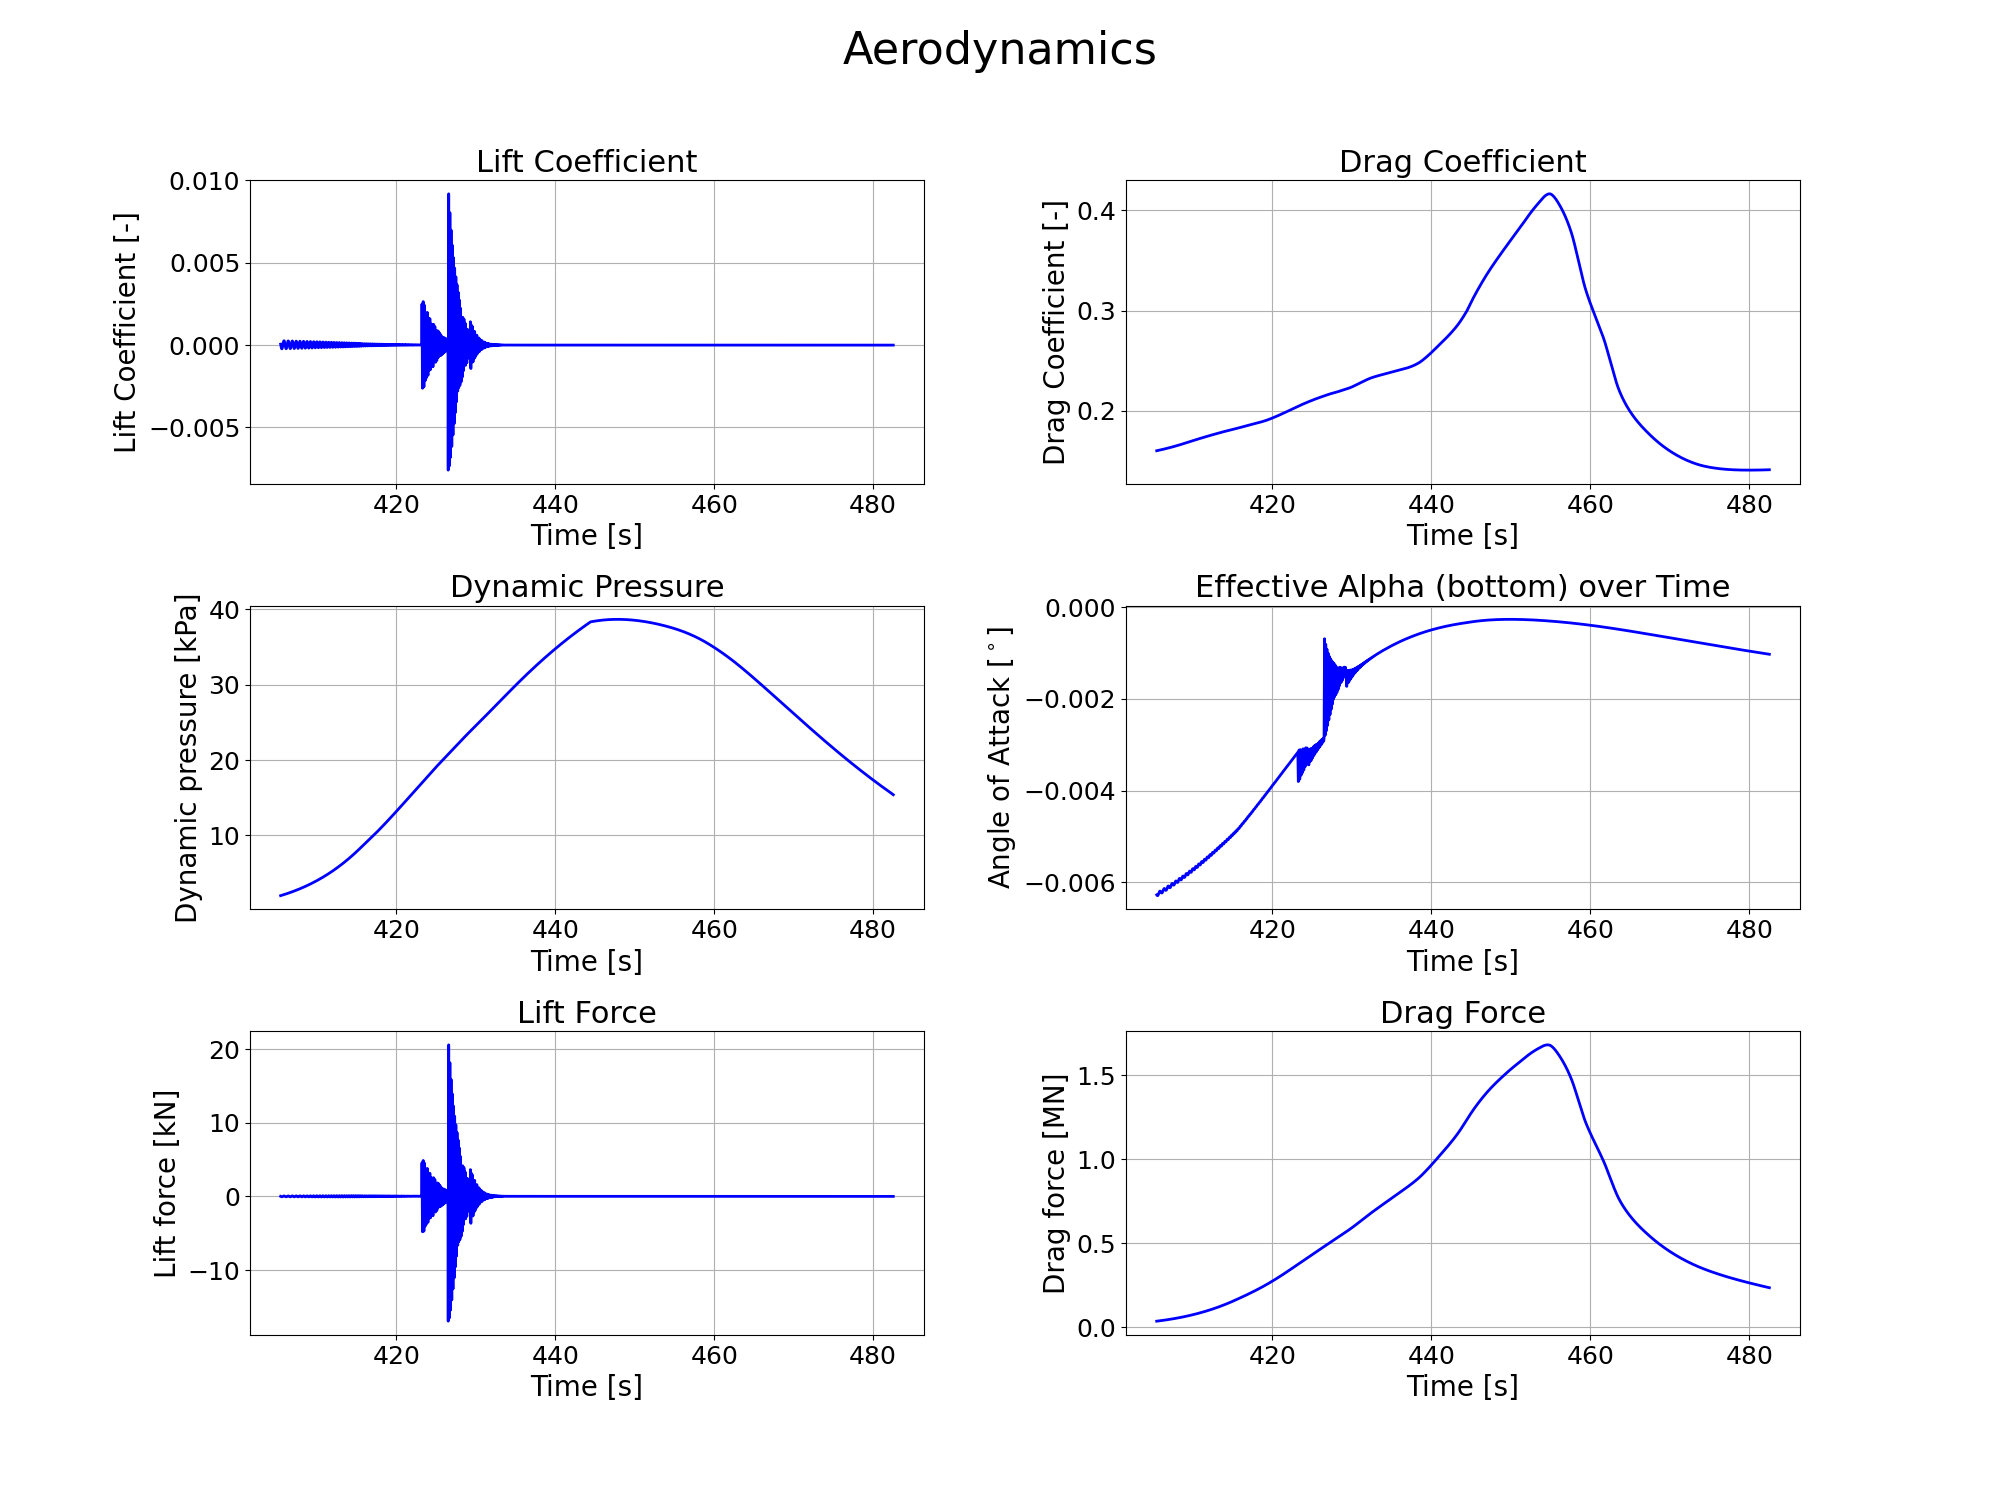 Aerodynamics
Lift Coefficient
Lift Coefficient [-]
0.010
0.005
0.000
−0.005
420 440 460 480
Time [s]
Drag Coefficient
Drag Coefficient [-]
0.4
0.3
0.2
420 440 460 480
Time [s]
Dynamic Pressure
Dynamic pressure [kPa]
40
30
20
10
420 440 460 480
Time [s]
Effective Alpha (bottom) over Time
Angle of Attack [ ° ]
0.000
−0.002
−0.004
−0.006
420 440 460 480
Time [s]
Lift Force
Lift force [kN]
20
10
0
−10
420 440 460 480
Time [s]
Drag Force
Drag force [MN]
1.5
1.0
0.5
0.0
420 440 460 480
Time [s]